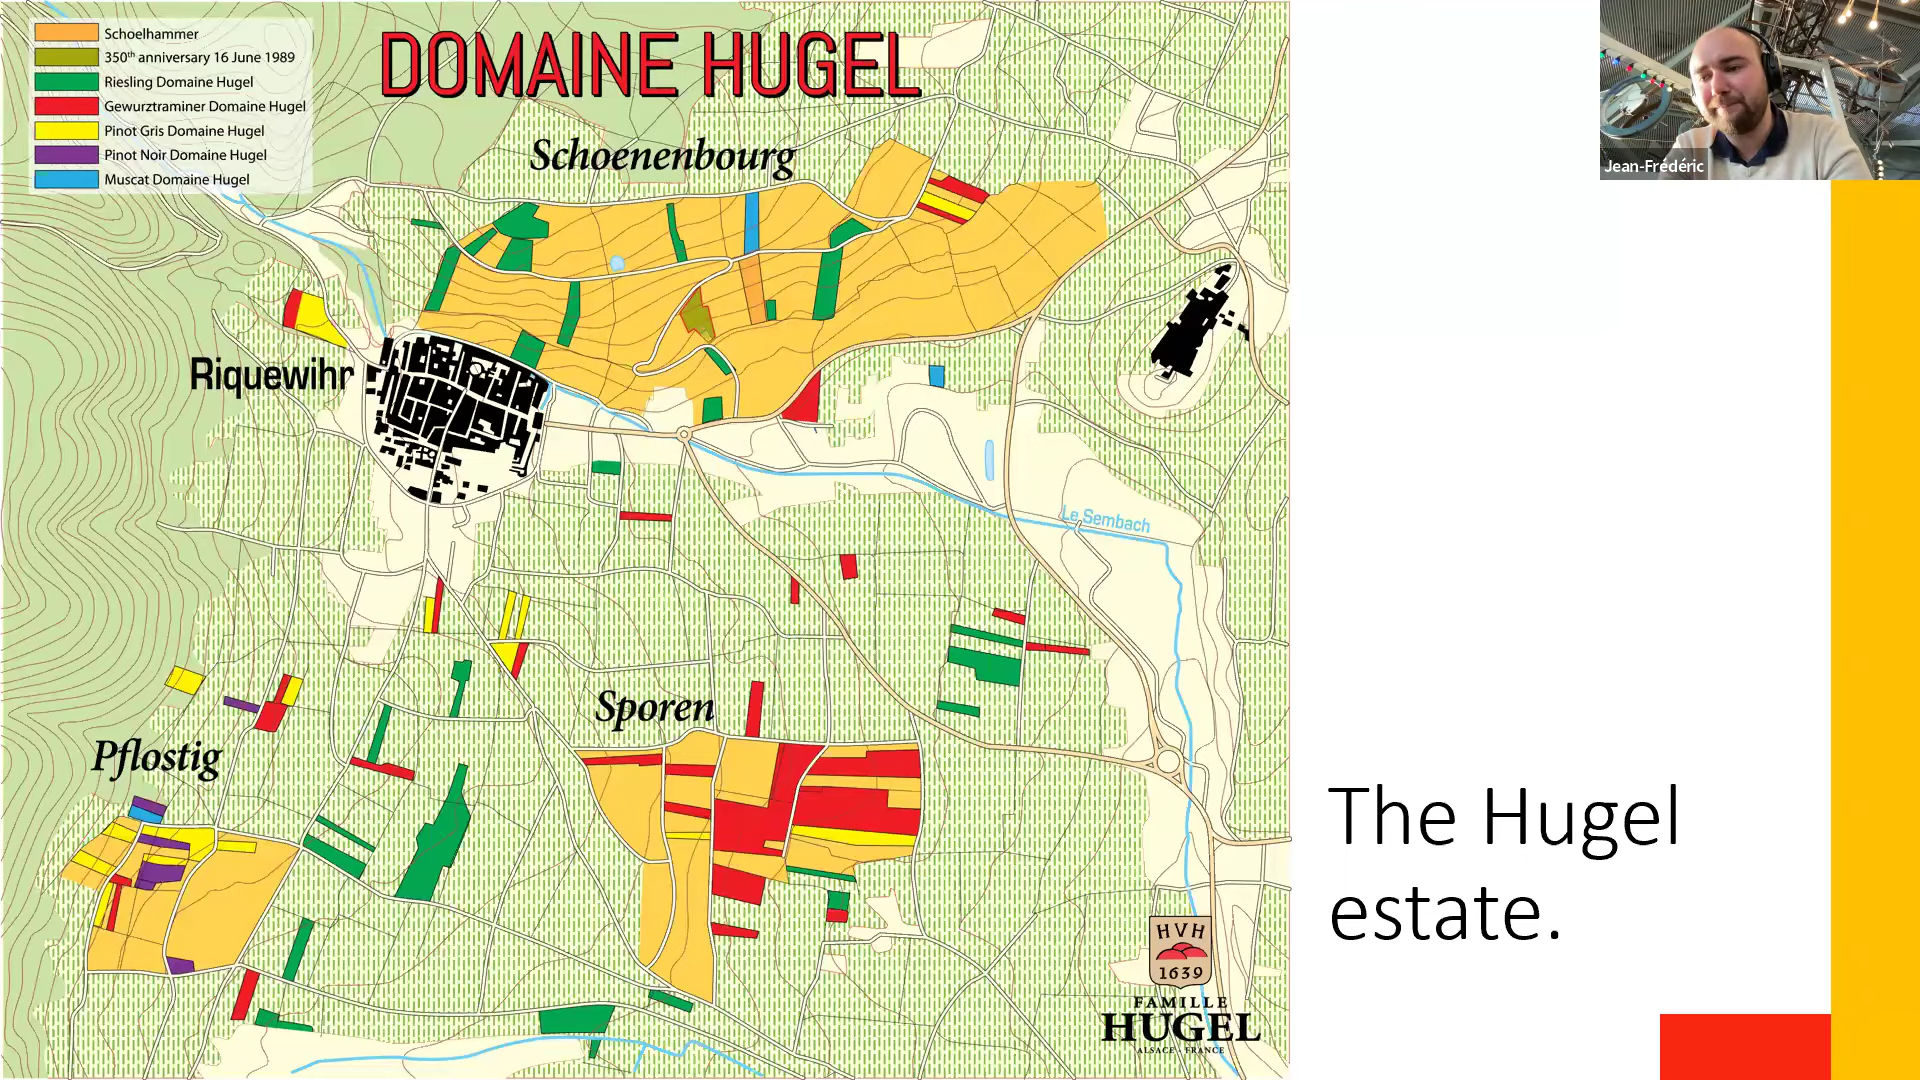 Schoelhammer
350th anniversary 16 June 1989
Riesling Domaine Hugel
Gewurztraminer Domaine Hugel
Pinot Gris Domaine Hugel
Pinot Noir Domaine Hugel
Muscat Domaine Hugel
DOMAINE HUGEL
Schoenenbourg
Jean-Frédéric
Riquewihr
Le Sembach
Sporen
Pflostig
The Hugel
estate.
HVH
1639
FAMILLE
HUGEL
ALSACE - FRANCE